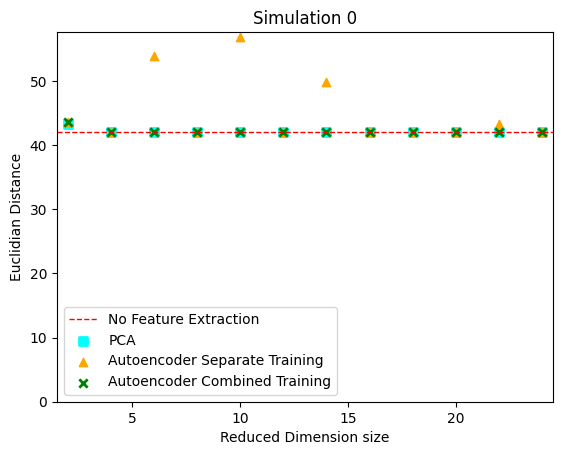 Simulation 0
Euclidian Distance
50
40
30
20
10
0
No Feature Extraction
PCA
Autoencoder Separate Training
Autoencoder Combined Training
5
10
15
20
Reduced Dimension size